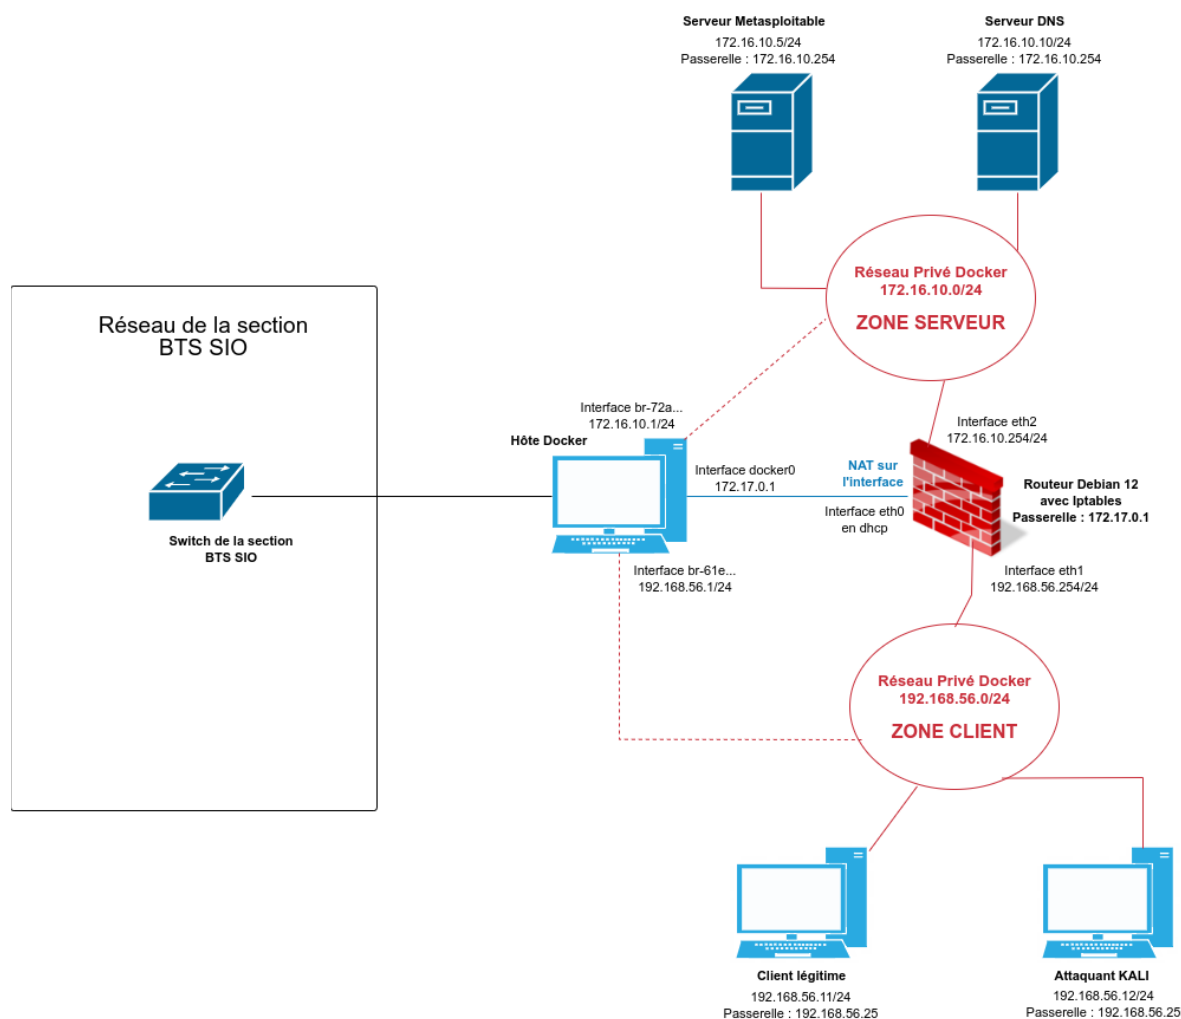 Serveur Metasploitable
172.16.10.5/24
Passerelle : 172.16.10.254
Serveur DNS
172.16.10.10/24
Passerelle : 172.16.10.254
Réseau Privé Docker
172.16.10.0/24
ZONE SERVEUR
Réseau de la section
BTS SIO
Switch de la section
BTS SIO
Interface br-72a...
172.16.10.1/24
Hôte Docker
Interface docker0
172.17.0.1
NAT sur
l'interface
Interface eth0
en dhcp
Interface eth2
172.16.10.254/24
Routeur Debian 12
avec Iptables
Passerelle : 172.17.0.1
Interface br-61e...
192.168.56.1/24
Interface eth1
192.168.56.254/24
Réseau Privé Docker
192.168.56.0/24
ZONE CLIENT
Client légitime
192.168.56.11/24
Passerelle : 192.168.56.25
Attaquant KALI
192.168.56.12/24
Passerelle : 192.168.56.25